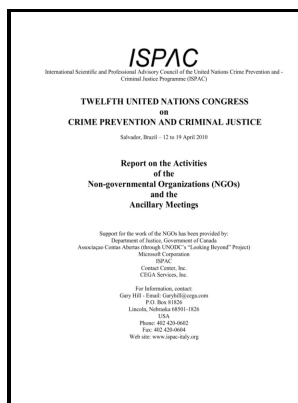 ISPAC
International Scientific and Professional Advisory Council of the United Nations Crime Prevention and -
Criminal Justice Programme (ISPAC)
TWELFTH UNITED NATIONS CONGRESS
on
CRIME PREVENTION AND CRIMINAL JUSTICE
Salvador, Brazil – 12 to 19 April 2010
Report on the Activities
of the
Non-governmental Organizations (NGOs)
and the
Ancillary Meetings
Support for the work of the NGOs has been provided by:
Department of Justice, Government of Canada
Associaçao Contas Abertas (through UNODC's "Looking Beyond" Project)
Microsoft Corporation
ISPAC
Contact Center, Inc.
CEGA Services, Inc.
For Information, contact:
Gary Hill - Email: Garyhill@cega.com
P.O. Box 81826
Lincoln, Nebraska 68501-1826
USA
Phone: 402 420-0602
Fax: 402 420-0604
Web site: www.ispac-italy.org